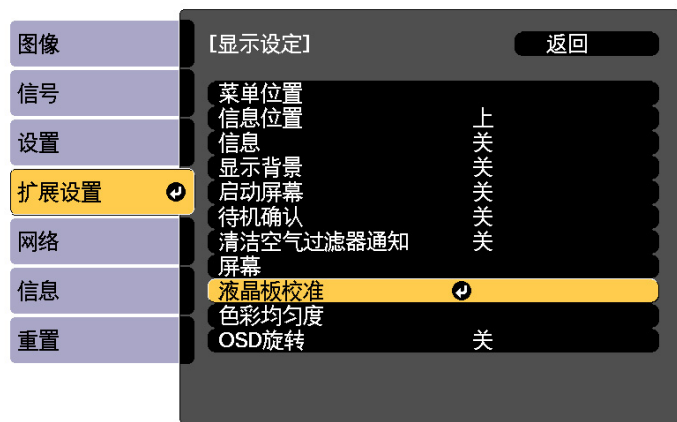 图像
信号
设置
扩展设置
网络
信息
重置
[显示设定] 返回
菜单位置
信息位置 上
信息 关
显示背景 关
启动屏幕 关
待机确认 关
清洁空气过滤器通知 关
屏幕
液晶板校准
色彩均匀度
OSD旋转 关